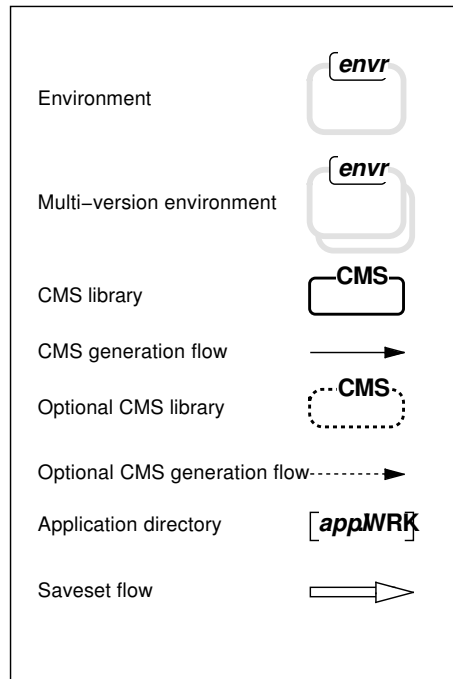 envr
Environment
envr
Multi−version environment
CMS
CMS library
CMS generation flow
CMS
Optional CMS library
Optional CMS generation flow
Application directory [appl.WRK]
Saveset flow